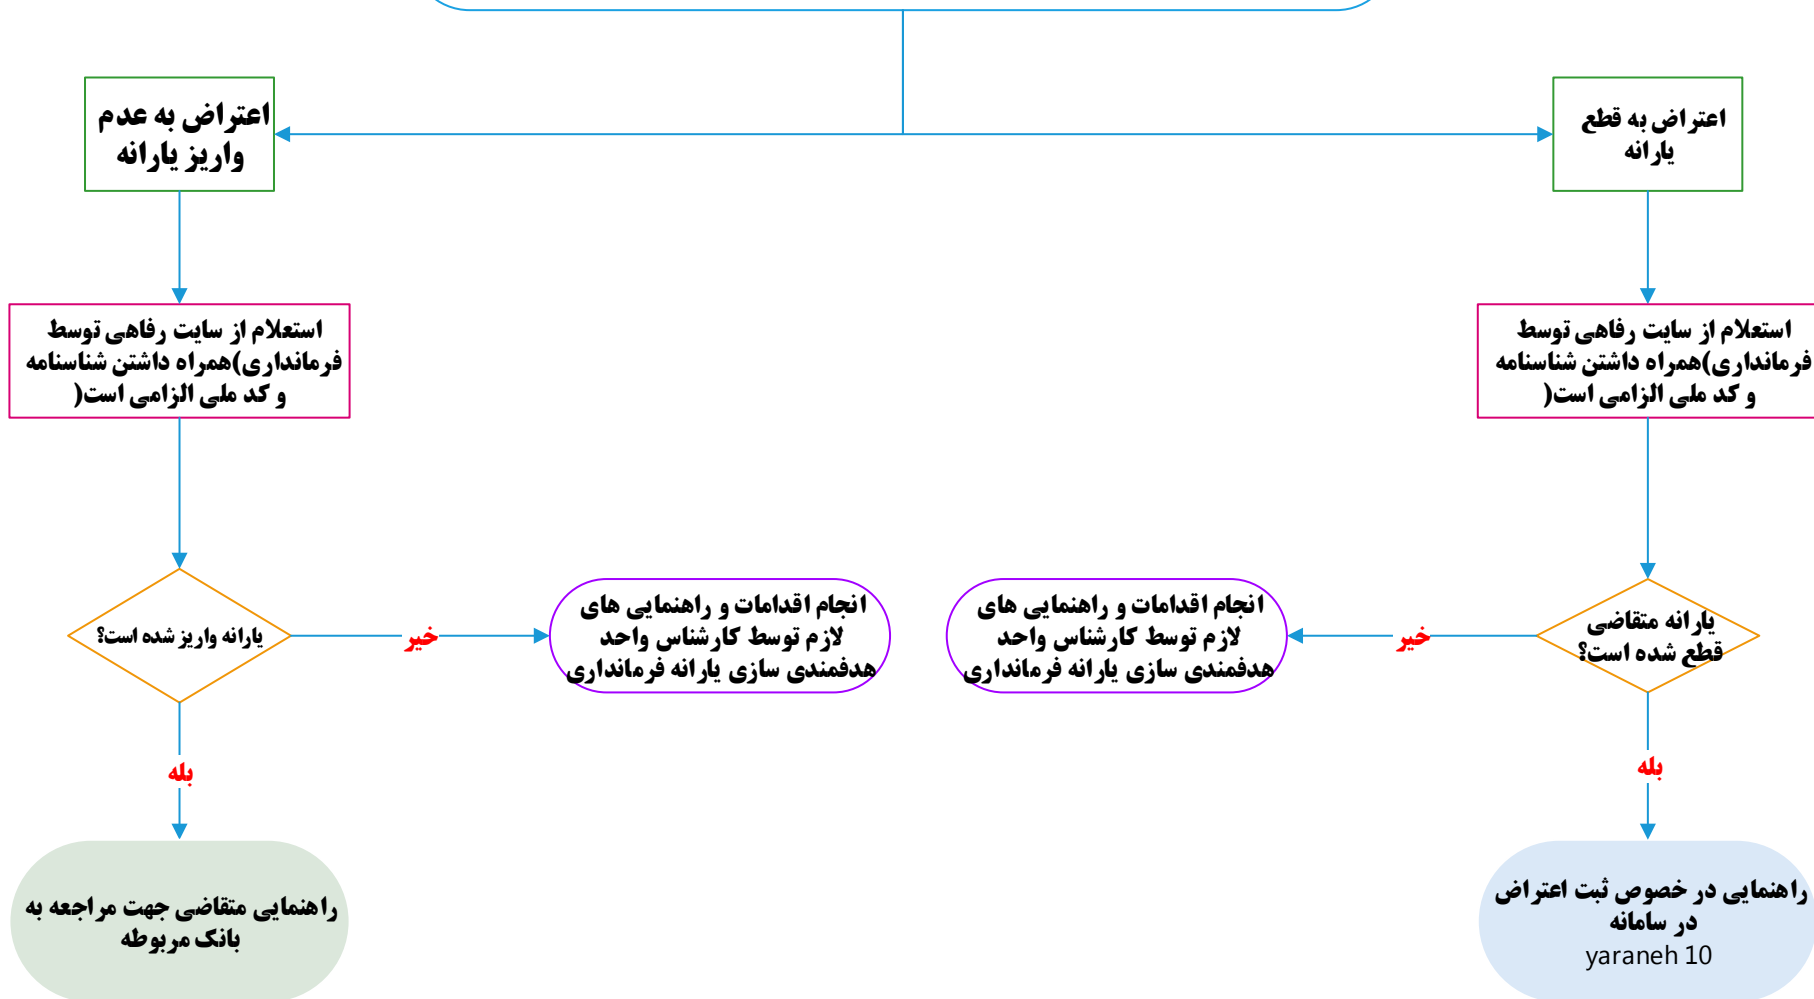 اعتراض به قطع
یارانه
اعتراض به عدم
واریز یارانه
استعلام از سایت رفاهی توسط
فرمانداری)همراه داشتن شناسنامه
و کد ملی الزامی است(
استعلام از سایت رفاهی توسط
فرمانداری)همراه داشتن شناسنامه
و کد ملی الزامی است(
یارانه متقاضی
قطع شده است؟
خیر
انجام اقدامات و راهنمایی های
لازم توسط کارشناس واحد
هدفمندی سازی یارانه فرمانداری
انجام اقدامات و راهنمایی های
لازم توسط کارشناس واحد
هدفمندی سازی یارانه فرمانداری
خیر
یارانه واریز شده است؟
بله
بله
راهنمایی در خصوص ثبت اعتراض
در سامانه
yaraneh 10
راهنمایی متقاضی جهت مراجعه به
بانک مربوطه